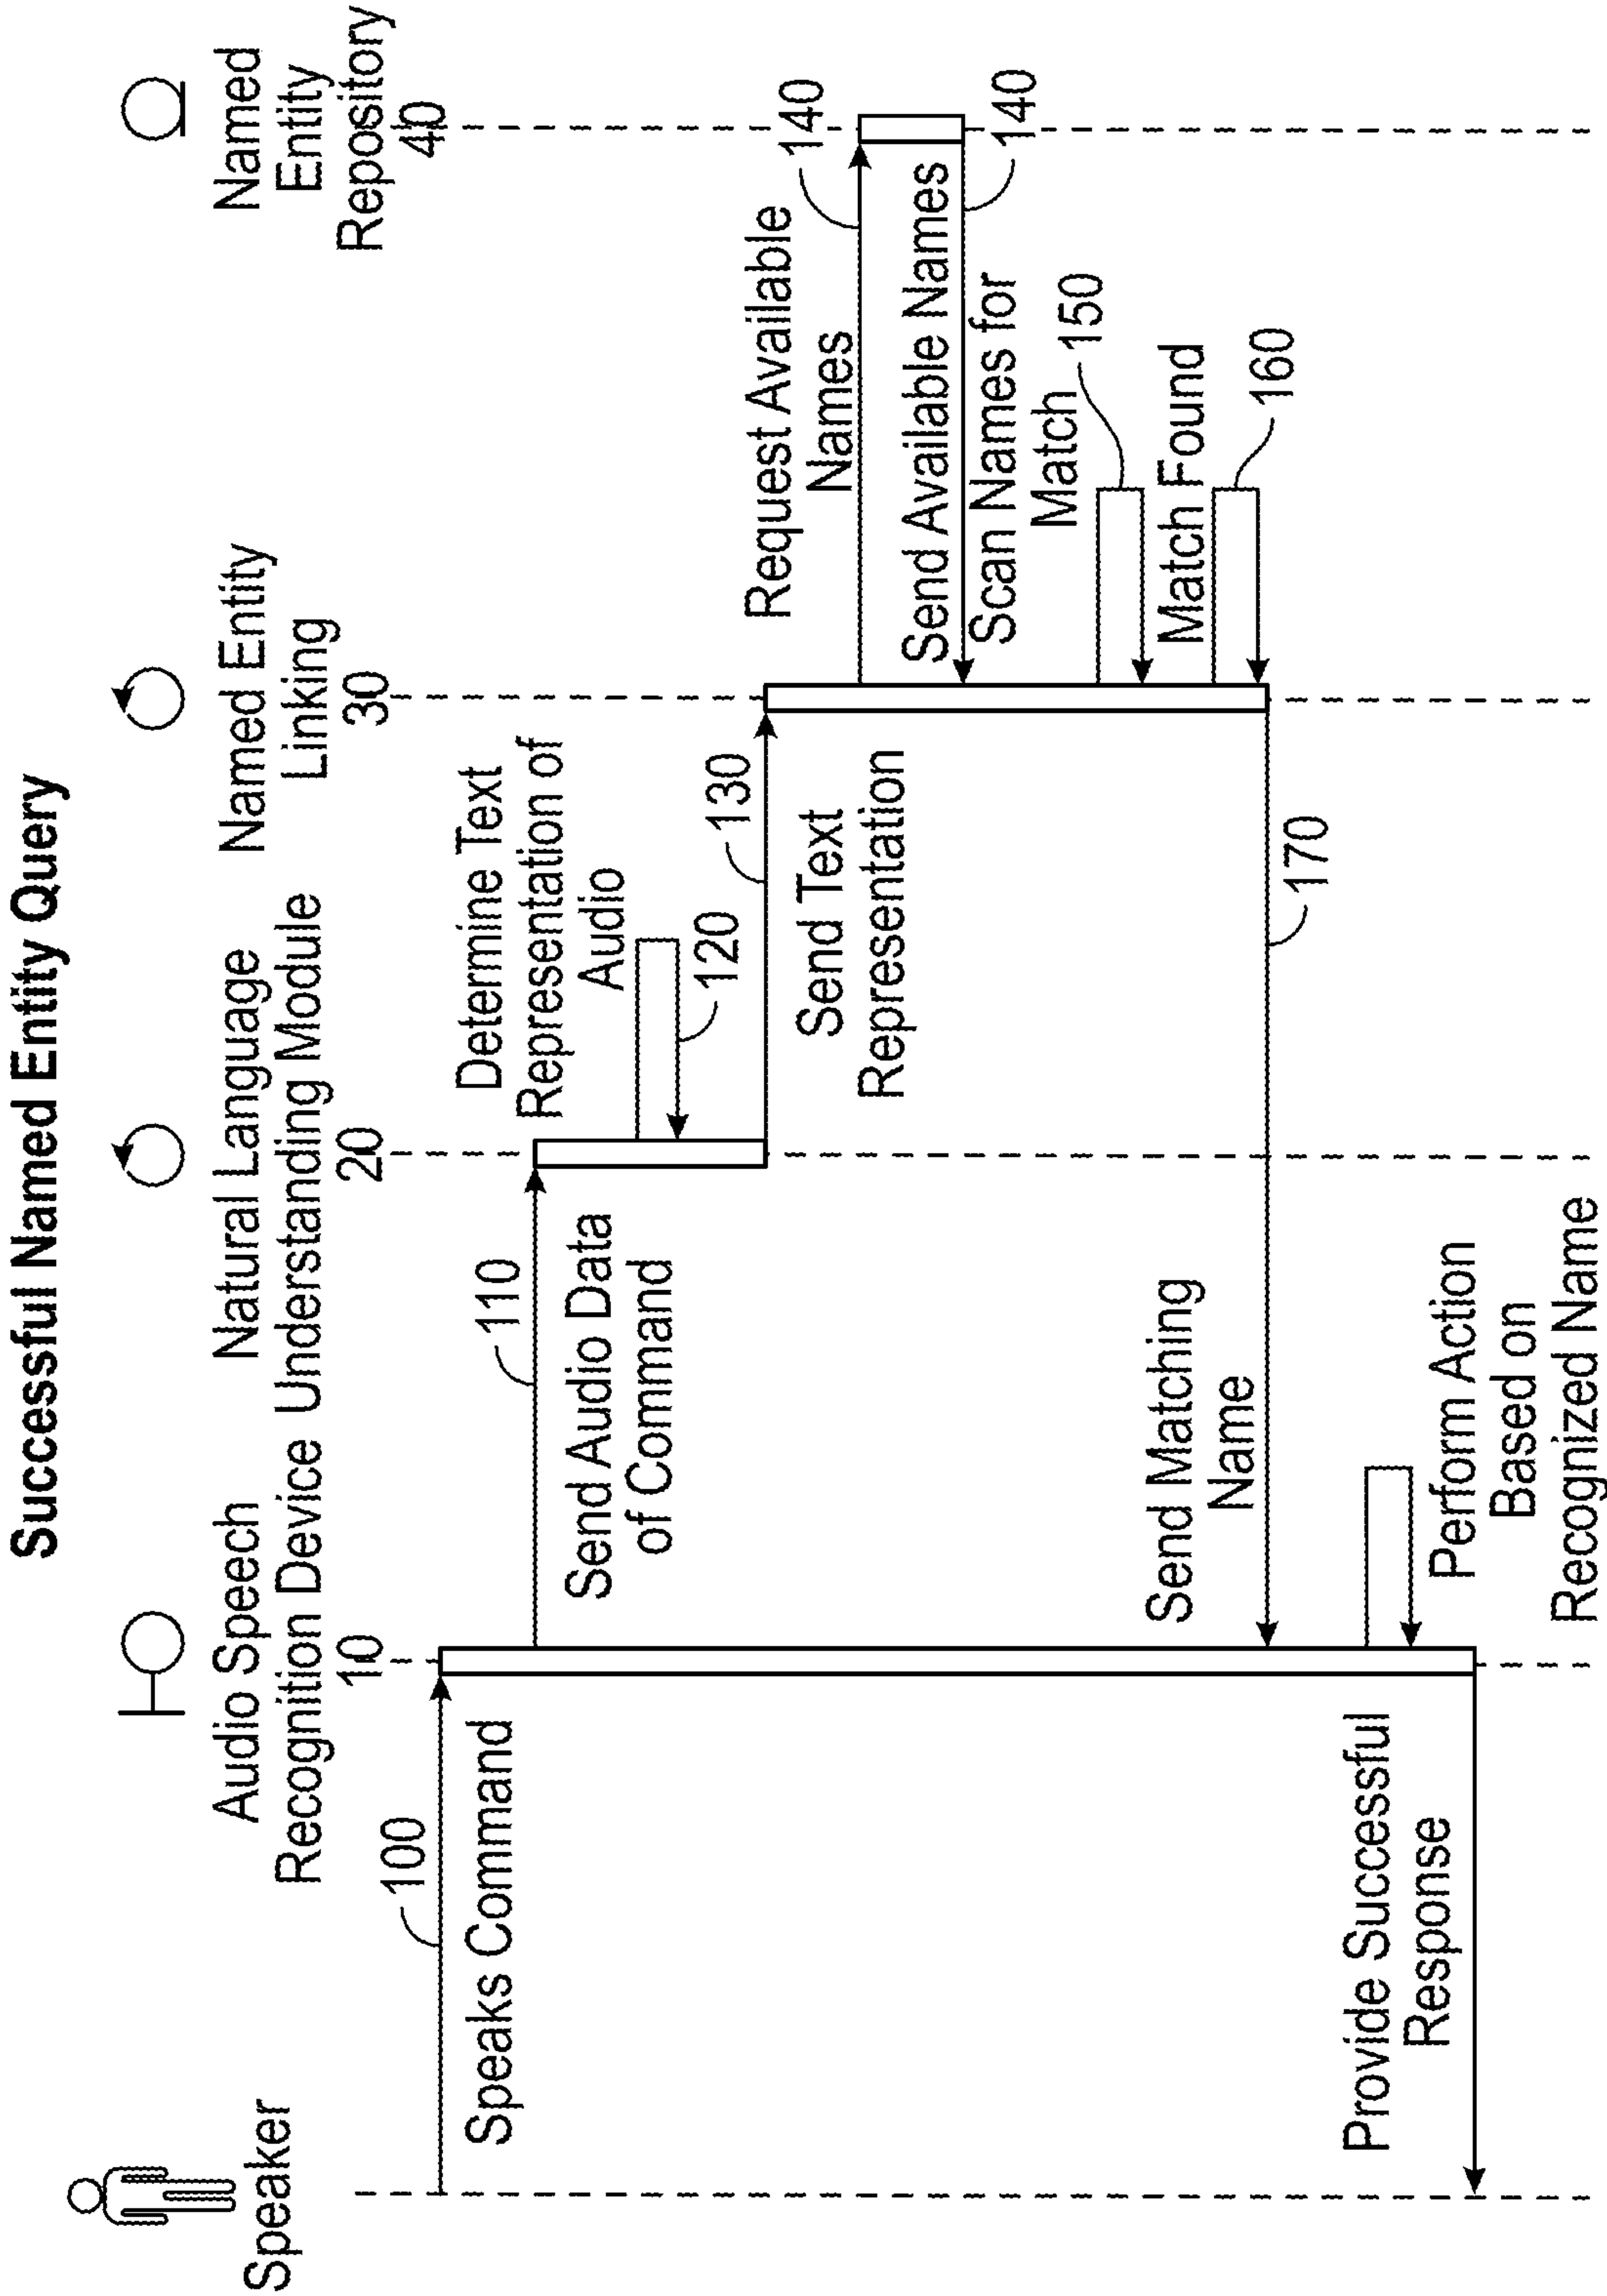 Successful Named Entity Query
Speaker
Audio Speech
Recognition Device
10
Natural Language
Understanding Module
20
Named Entity
Linking
30
Named
Entity
Repository
40
100
Speaks Command
110
Send Audio Data
of Command
Determine Text
Representation of
Audio
120
130
Send Text
Representation
Request Available
Names
140
Send Available Names
140
Scan Names for
Match
150
Match Found
160
Send Matching
Name
170
Perform Action
Based on
Recognized Name
Provide Successful
Response